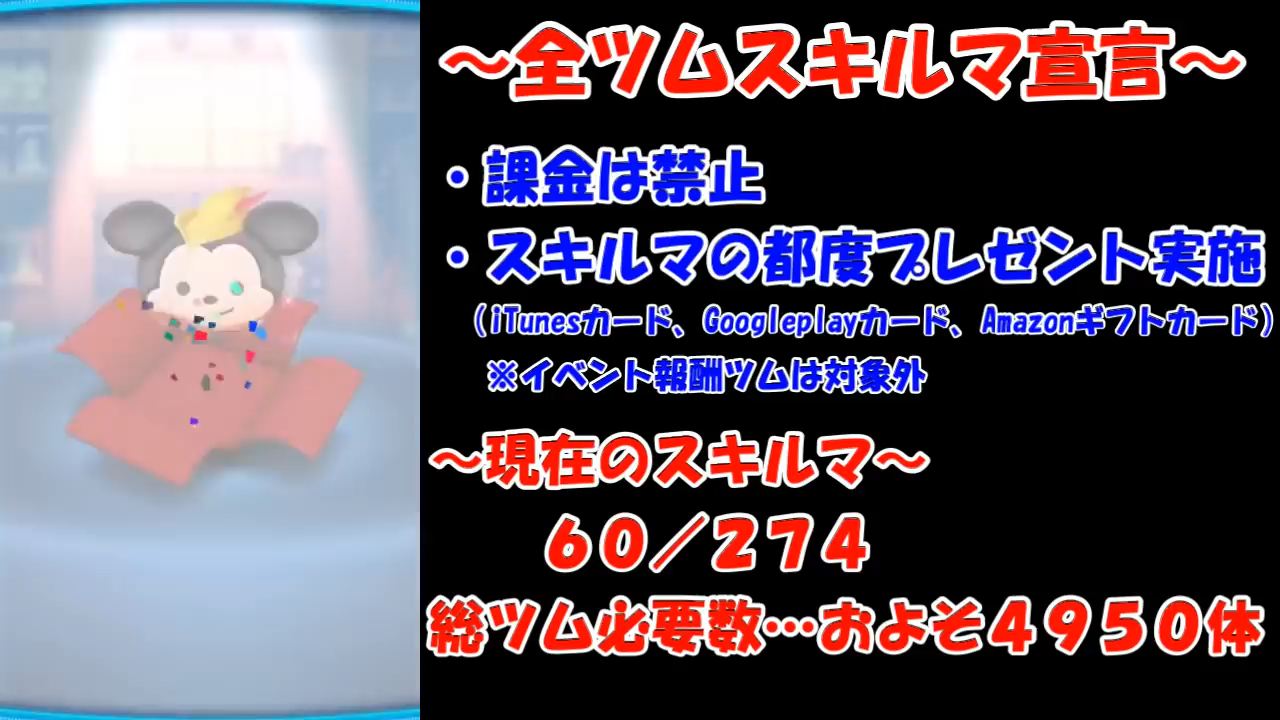 ～全ツムスキルマ宣言～
・課金は禁止
・スキルマの都度プレゼント実施
（iTunesカード、Googleplayカード、Amazonギフトカード）
※イベント報酬ツムは対象外
～現在のスキルマ～
６０／２７４
総ツム必要数…およそ４９５０体